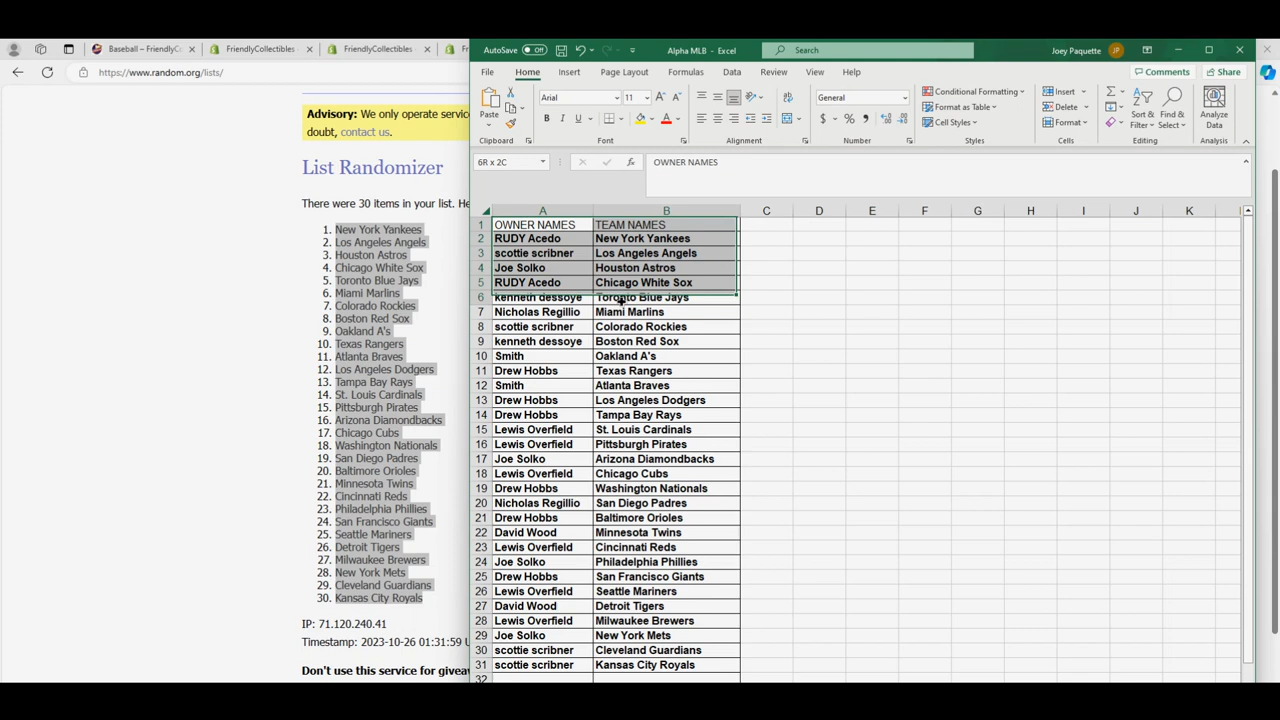 Baseball – FriendlyC
FriendlyCollectibles
FriendlyCollectibles
https://www.random.org/lists/
Advisory: We only operate servic
doubt, contact us.
List Randomizer
There were 30 items in your list. He
1. New York Yankees
2. Los Angeles Angels
3. Houston Astros
4. Chicago White Sox
5. Toronto Blue Jays
6. Miami Marlins
7. Colorado Rockies
8. Boston Red Sox
9. Oakland A's
10. Texas Rangers
11. Atlanta Braves
12. Los Angeles Dodgers
13. Tampa Bay Rays
14. St. Louis Cardinals
15. Pittsburgh Pirates
16. Arizona Diamondbacks
17. Chicago Cubs
18. Washington Nationals
19. San Diego Padres
20. Baltimore Orioles
21. Minnesota Twins
22. Cincinnati Reds
23. Philadelphia Phillies
24. San Francisco Giants
25. Seattle Mariners
26. Detroit Tigers
27. Milwaukee Brewers
28. New York Mets
29. Cleveland Guardians
30. Kansas City Royals
IP: 71.120.240.41
Timestamp: 2023-10-26 01:31:59 U
Don't use this service for giveaw
AutoSave Off Alpha MLB - Excel Search Joey Paquette JP
File Home Insert Page Layout Formulas Data Review View Help Comments Share
Paste Arial 11 General Conditional Formatting Insert
Format as Table Delete Sort & Filter Find & Select Analyze Data
Cell Styles Format
Clipboard Font Alignment Number Styles Cells Editing Analysis
6R x 2C OWNER NAMES
A B C D E F G H I J K
1 OWNER NAMES TEAM NAMES
2 RUDY Acedo New York Yankees
3 scottie scribner Los Angeles Angels
4 Joe Solko Houston Astros
5 RUDY Acedo Chicago White Sox
6 kenneth dessoye Toronto Blue Jays
7 Nicholas Regillio Miami Marlins
8 scottie scribner Colorado Rockies
9 kenneth dessoye Boston Red Sox
10 Smith Oakland A's
11 Drew Hobbs Texas Rangers
12 Smith Atlanta Braves
13 Drew Hobbs Los Angeles Dodgers
14 Drew Hobbs Tampa Bay Rays
15 Lewis Overfield St. Louis Cardinals
16 Lewis Overfield Pittsburgh Pirates
17 Joe Solko Arizona Diamondbacks
18 Lewis Overfield Chicago Cubs
19 Drew Hobbs Washington Nationals
20 Nicholas Regillio San Diego Padres
21 Drew Hobbs Baltimore Orioles
22 David Wood Minnesota Twins
23 Lewis Overfield Cincinnati Reds
24 Joe Solko Philadelphia Phillies
25 Drew Hobbs San Francisco Giants
26 Lewis Overfield Seattle Mariners
27 David Wood Detroit Tigers
28 Lewis Overfield Milwaukee Brewers
29 Joe Solko New York Mets
30 scottie scribner Cleveland Guardians
31 scottie scribner Kansas City Royals
32